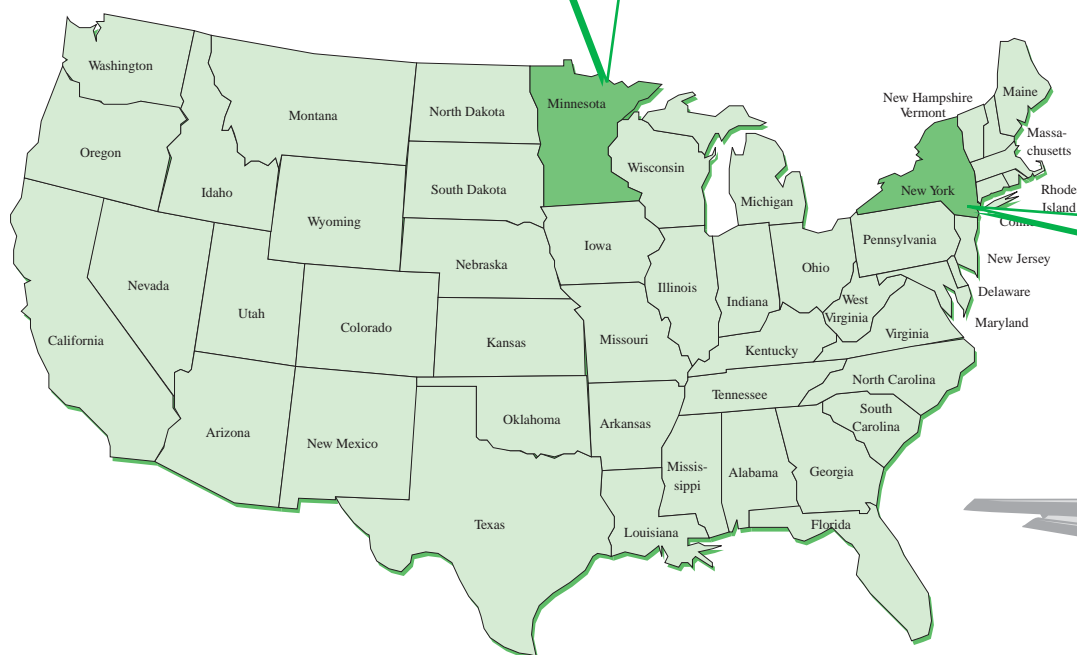 Washington
Montana
North Dakota
Minnesota
New Hampshire
Vermont
Maine
Massa-
chusetts
Oregon
Idaho
Wyoming
South Dakota
Wisconsin
Michigan
New York
Rhode
Island
Nevada
Utah
Colorado
Nebraska
Iowa
Illinois
Indiana
Ohio
Pennsylvania
New Jersey
Delaware
Maryland
West
Virginia
Virginia
California
Kansas
Missouri
Kentucky
Arizona
New Mexico
Oklahoma
Arkansas
Tennessee
North Carolina
South
Carolina
Texas
Louisiana
Missis-
sippi
Alabama
Georgia
Florida